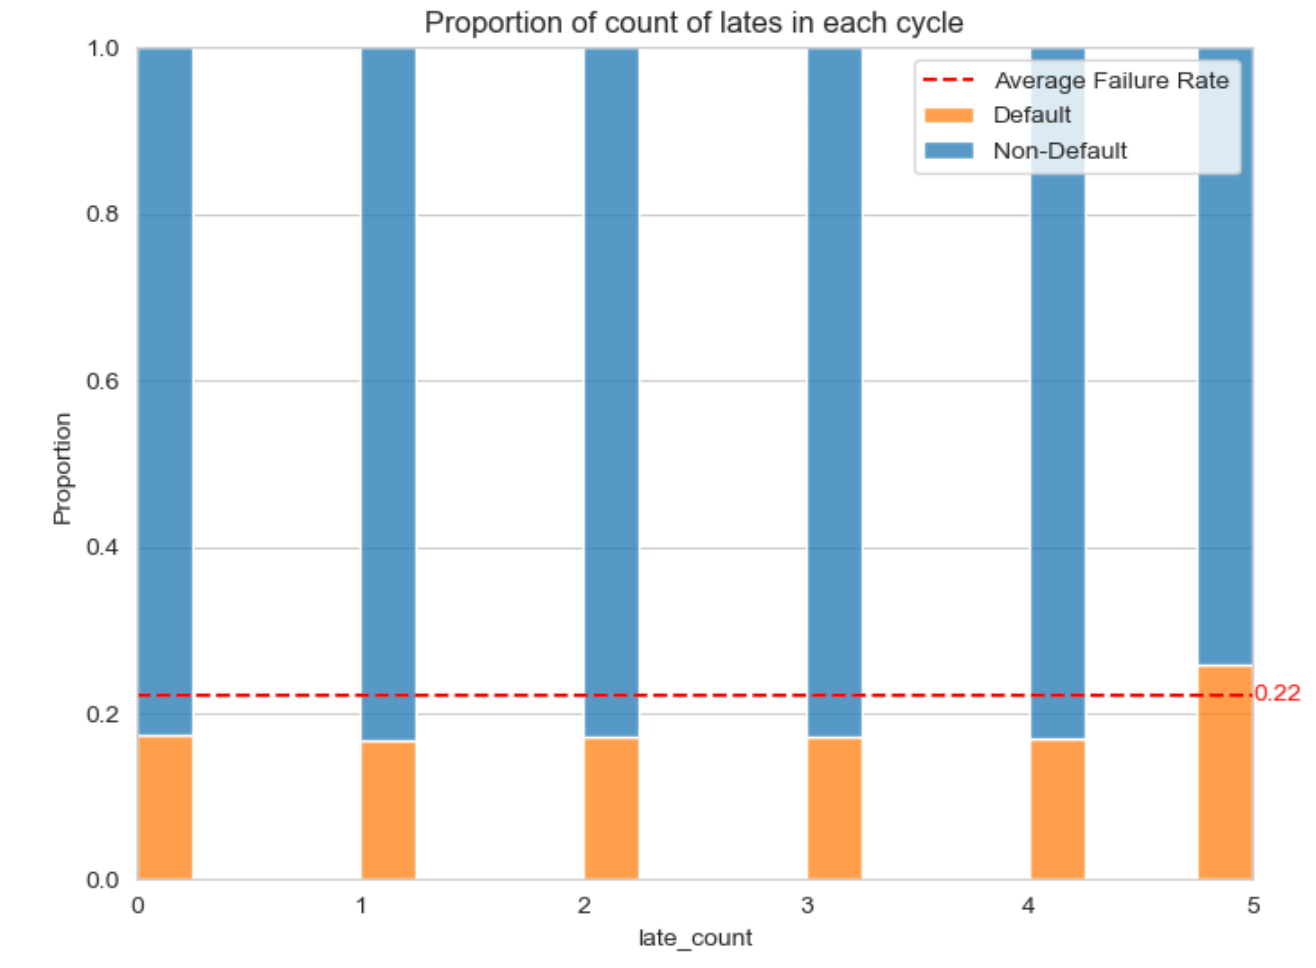 Proportion of count of lates in each cycle
1.0
0.8
0.6
0.4
0.2
0.0
Proportion
Average Failure Rate
Default
Non-Default
0.22
0
1
2
3
4
5
late_count